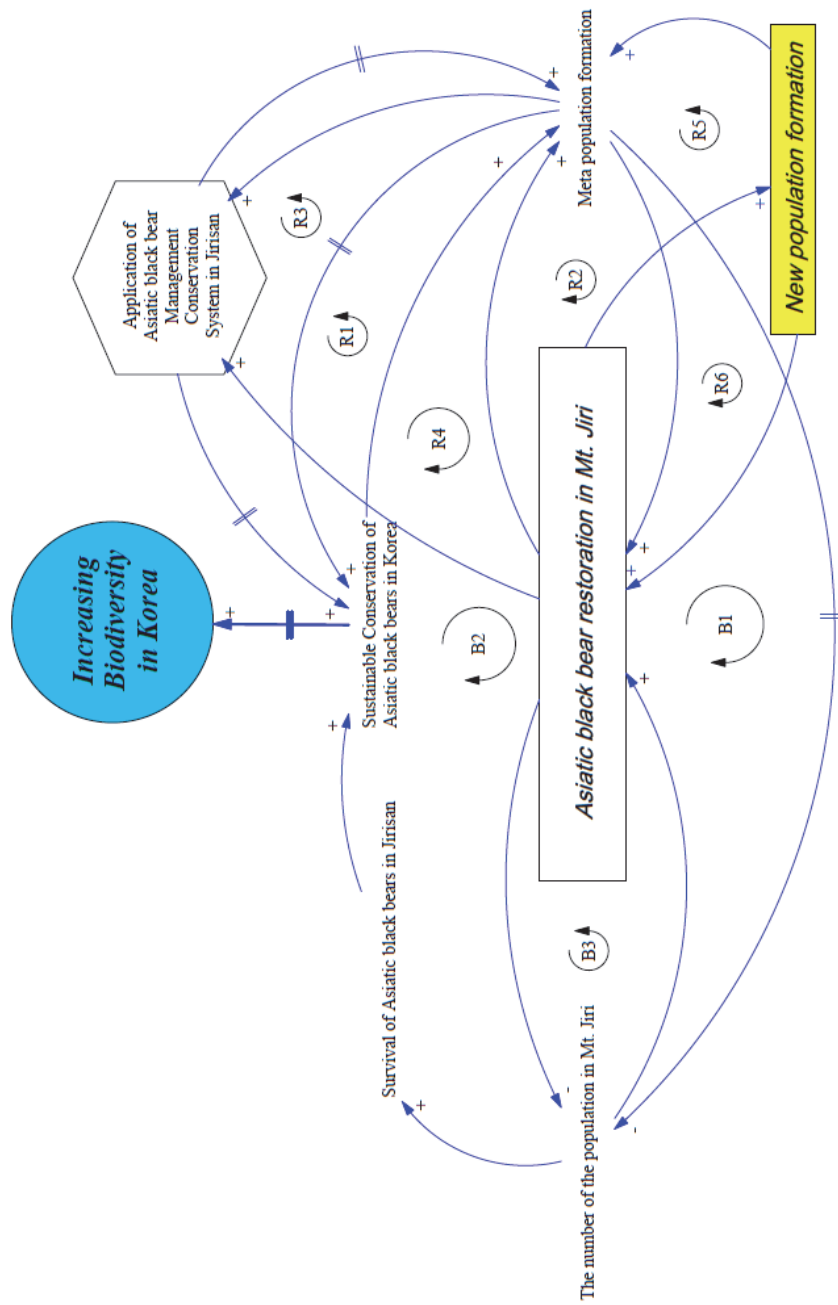 Increasing
Biodiversity
in Korea
+
Application of
Asiatic black bear
Management
Conservation
System in Jirisan
+
+
+
+
+
Sustainable Conservation of
Asiatic black bears in Korea
Survival of Asiatic black bears in Jirisan
+
R1
R3
R4
B2
+
+
+
Meta population formation
+
R2
R5
Asiatic black bear restoration in Mt. Jiri
+
+
+
R6
B1
B3
The number of the population in Mt. Jiri
-
-
+
New population formation